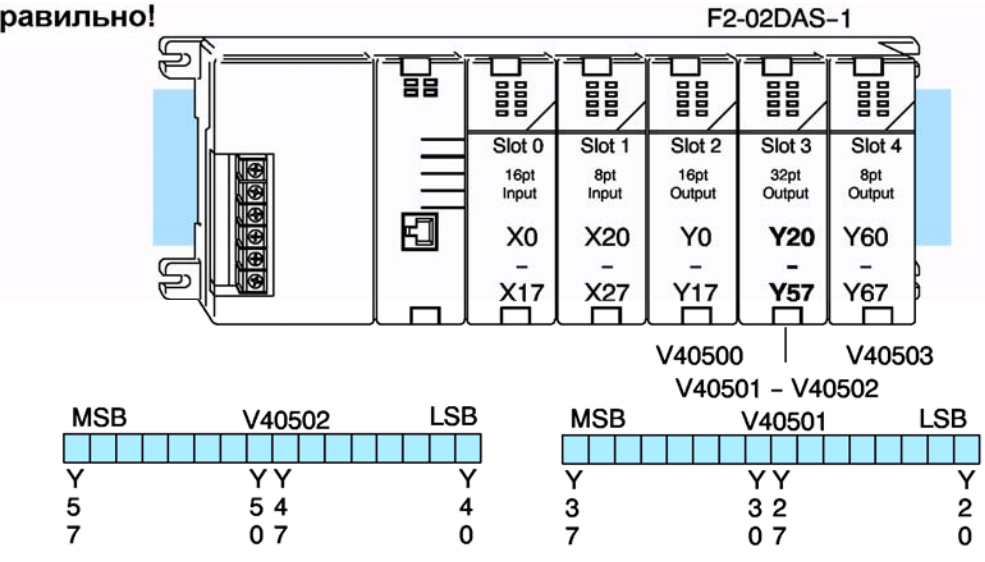 равильно!
F2-02DAS-1
Slot 0 Slot 1 Slot 2 Slot 3 Slot 4
16pt 8pt 16pt 32pt 8pt
Input Input Output Output Output
X0 X20 Y0 Y20 Y60
– – – – –
X17 X27 Y17 Y57 Y67
V40500 V40503
V40501 – V40502
MSB V40502 LSB MSB V40501 LSB
Y Y Y Y Y Y Y Y
5 5 4 4 3 3 2 2
7 0 7 0 7 0 7 0